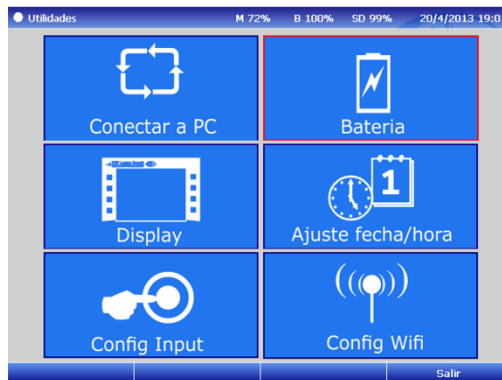 Utilidades M 72% B 100% SD 99% 20/4/2013 19:0
Conectar a PC
Bateria
1
Display
Ajuste fecha/hora
Config Input
Config Wifi
Salir